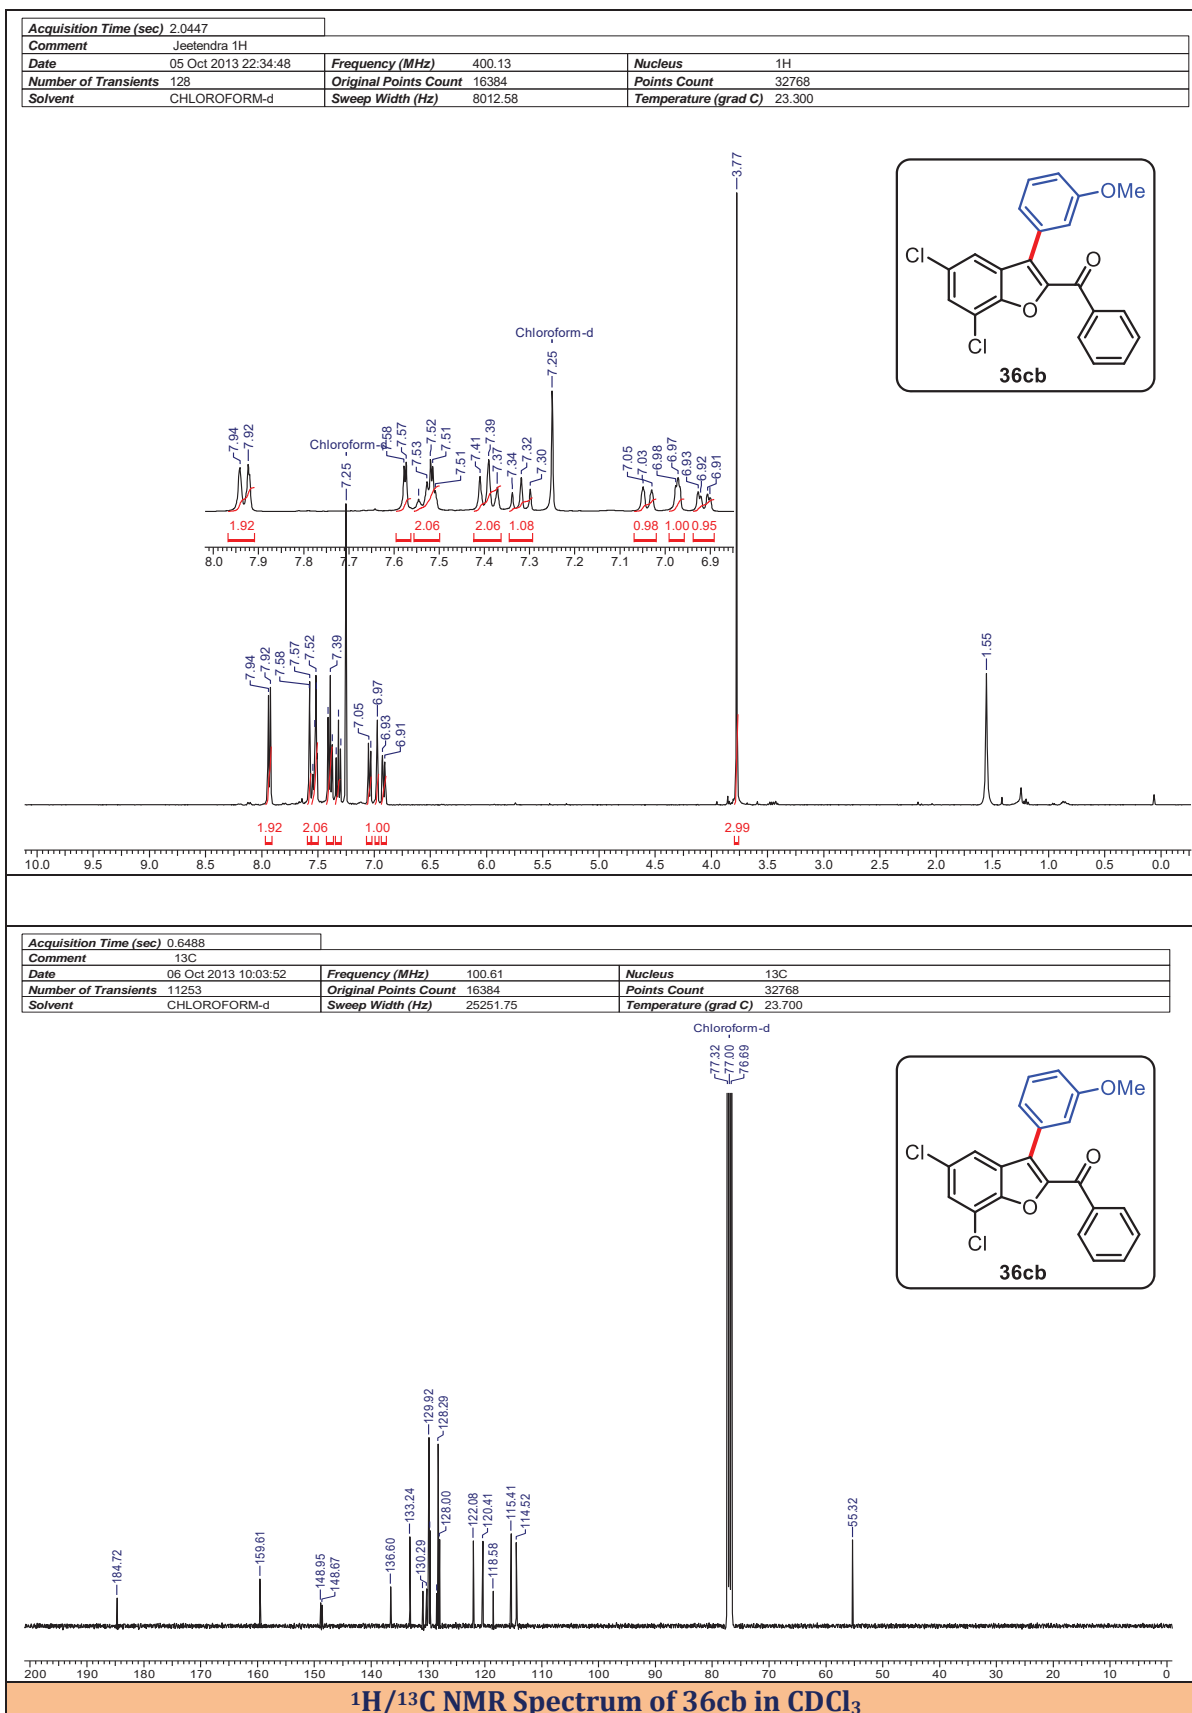 Acquisition Time (sec) 2.0447
Comment Jeetendra 1H
Date 05 Oct 2013 22:34:48 Frequency (MHz) 400.13 Nucleus 1H
Number of Transients 128 Original Points Count 16384 Points Count 32768
Solvent CHLOROFORM-d Sweep Width (Hz) 8012.58 Temperature (grad C) 23.300
3.77
OMe
Cl
O
O
Cl
36cb
Chloroform-d
7.94 7.92 7.58 7.57 7.53 7.52 7.51 7.51 7.41 7.39 7.37 7.34 7.32 7.30 7.25 7.05 7.03 6.98 6.97 6.93 6.92 6.91
1.92 2.06 2.06 1.08 0.98 1.00 0.95
8.0 7.9 7.8 7.7 7.6 7.5 7.4 7.3 7.2 7.1 7.0 6.9
Chloroform-d
7.94 7.92 7.58 7.57 7.52 7.39 7.25 7.05 6.97 6.93 6.91 1.55
1.92 2.06 1.00 2.99
10.0 9.5 9.0 8.5 8.0 7.5 7.0 6.5 6.0 5.5 5.0 4.5 4.0 3.5 3.0 2.5 2.0 1.5 1.0 0.5 0.0
Acquisition Time (sec) 0.6488
Comment 13C
Date 06 Oct 2013 10:03:52 Frequency (MHz) 100.61 Nucleus 13C
Number of Transients 11253 Original Points Count 16384 Points Count 32768
Solvent CHLOROFORM-d Sweep Width (Hz) 25251.75 Temperature (grad C) 23.700
Chloroform-d
77.32 77.00 76.69
OMe
Cl
O
O
Cl
36cb
184.72 159.61 148.95 148.67 136.60 133.24 130.29 129.92 128.29 128.00 122.08 120.41 118.58 115.41 114.52 55.32
200 190 180 170 160 150 140 130 120 110 100 90 80 70 60 50 40 30 20 10 0
¹H/¹³C NMR Spectrum of 36cb in CDCl₃